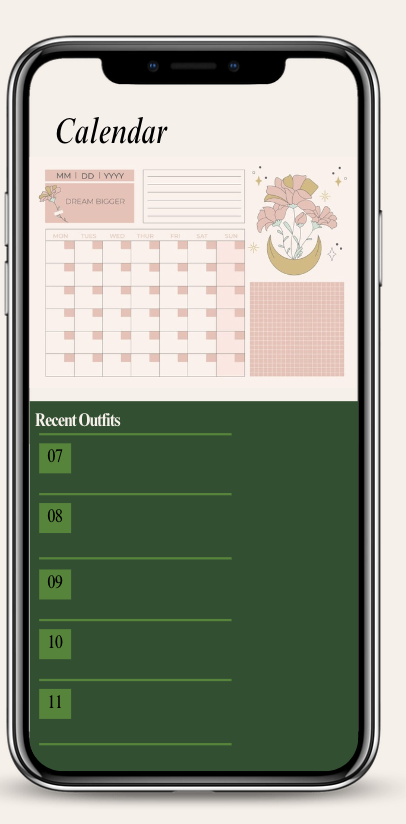 Calendar
MM | DD | YYYY
DREAM BIGGER
MON TUES WED THUR FRI SAT SUN
Recent Outfits
07
08
09
10
11